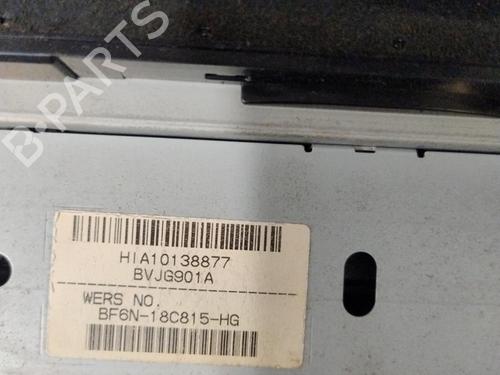 B-PARTS
HIA10138877
BVJG901A
WERS NO.
BF6N-18C815-HG